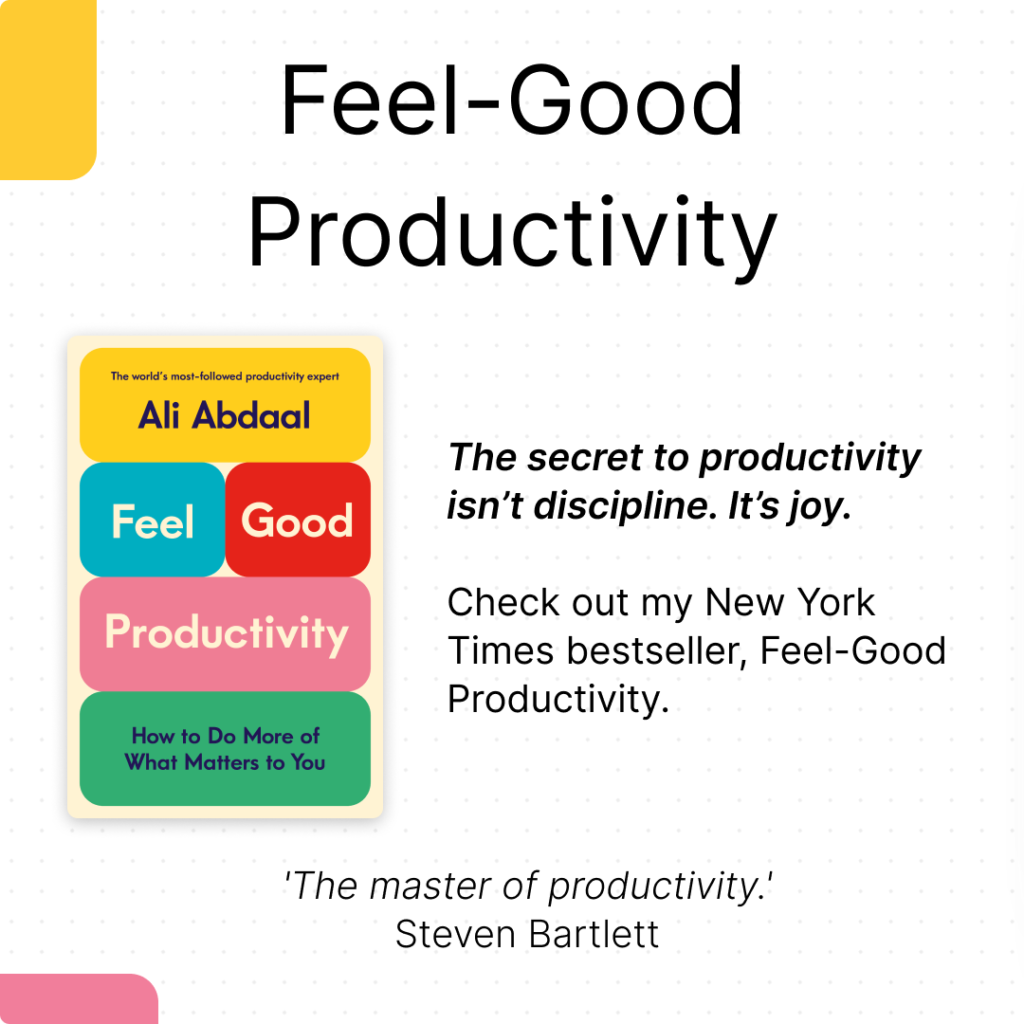 Feel-Good
Productivity
The world's most-followed productivity expert
Ali Abdaal
Feel Good
Productivity
How to Do More of
What Matters to You
The secret to productivity
isn’t discipline. It’s joy.
Check out my New York
Times bestseller, Feel-Good
Productivity.
'The master of productivity.'
Steven Bartlett